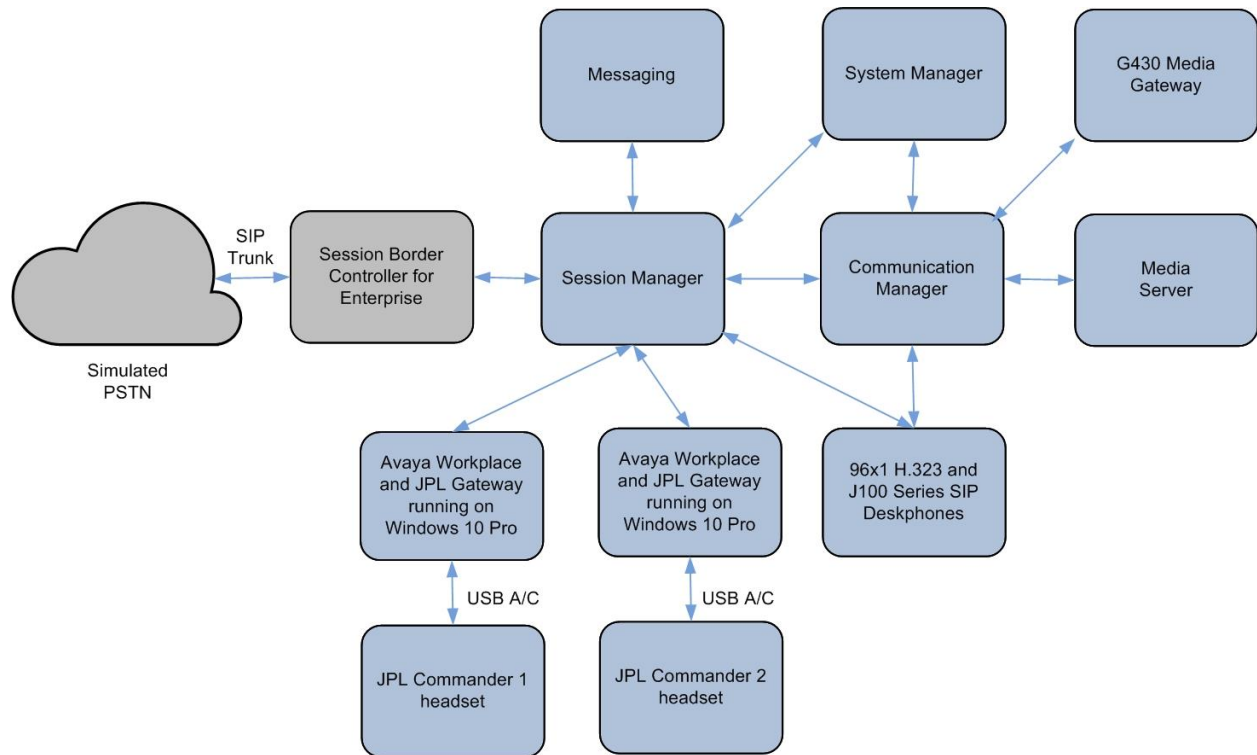 Messaging
System Manager
G430 Media
Gateway
SIP
Trunk
Session Border
Controller for
Enterprise
Session Manager
Communication
Manager
Media
Server
Simulated
PSTN
Avaya Workplace
and JPL Gateway
running on
Windows 10 Pro
Avaya Workplace
and JPL Gateway
running on
Windows 10 Pro
96x1 H.323 and
J100 Series SIP
Deskphones
USB A/C
USB A/C
JPL Commander 1
headset
JPL Commander 2
headset